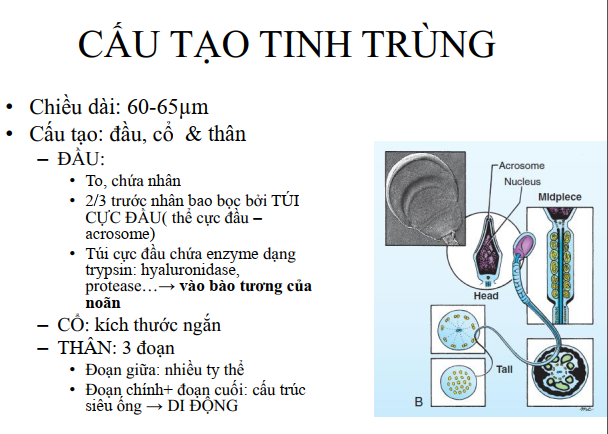 CẤU TẠO TINH TRÙNG
• Chiều dài: 60-65µm
• Cấu tạo: đầu, cổ & thân
– ĐẦU:
• To, chứa nhân
• 2/3 trước nhân bao bọc bởi TÚI
CỰC ĐẦU( thể cực đầu –
acrosome)
• Túi cực đầu chứa enzyme dạng
trypsin: hyaluronidase,
protease…→ vào bào tương của
noãn
– CỔ: kích thước ngắn
– THÂN: 3 đoạn
• Đoạn giữa: nhiều ty thể
• Đoạn chính+ đoạn cuối: cấu trúc
siêu ống → DI ĐỘNG
Acrosome
Nucleus
Midpiece
Head
Tail
B